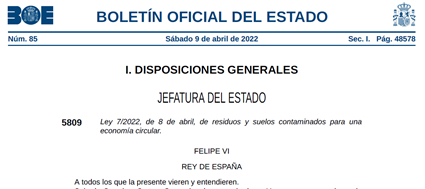 BOE
BOLETÍN OFICIAL DEL ESTADO
Núm. 85 Sábado 9 de abril de 2022 Sec. I. Pág. 48578
I. DISPOSICIONES GENERALES
JEFATURA DEL ESTADO
5809 Ley 7/2022, de 8 de abril, de residuos y suelos contaminados para una
economía circular.
FELIPE VI
REY DE ESPAÑA
A todos los que la presente vieren y entendieren.